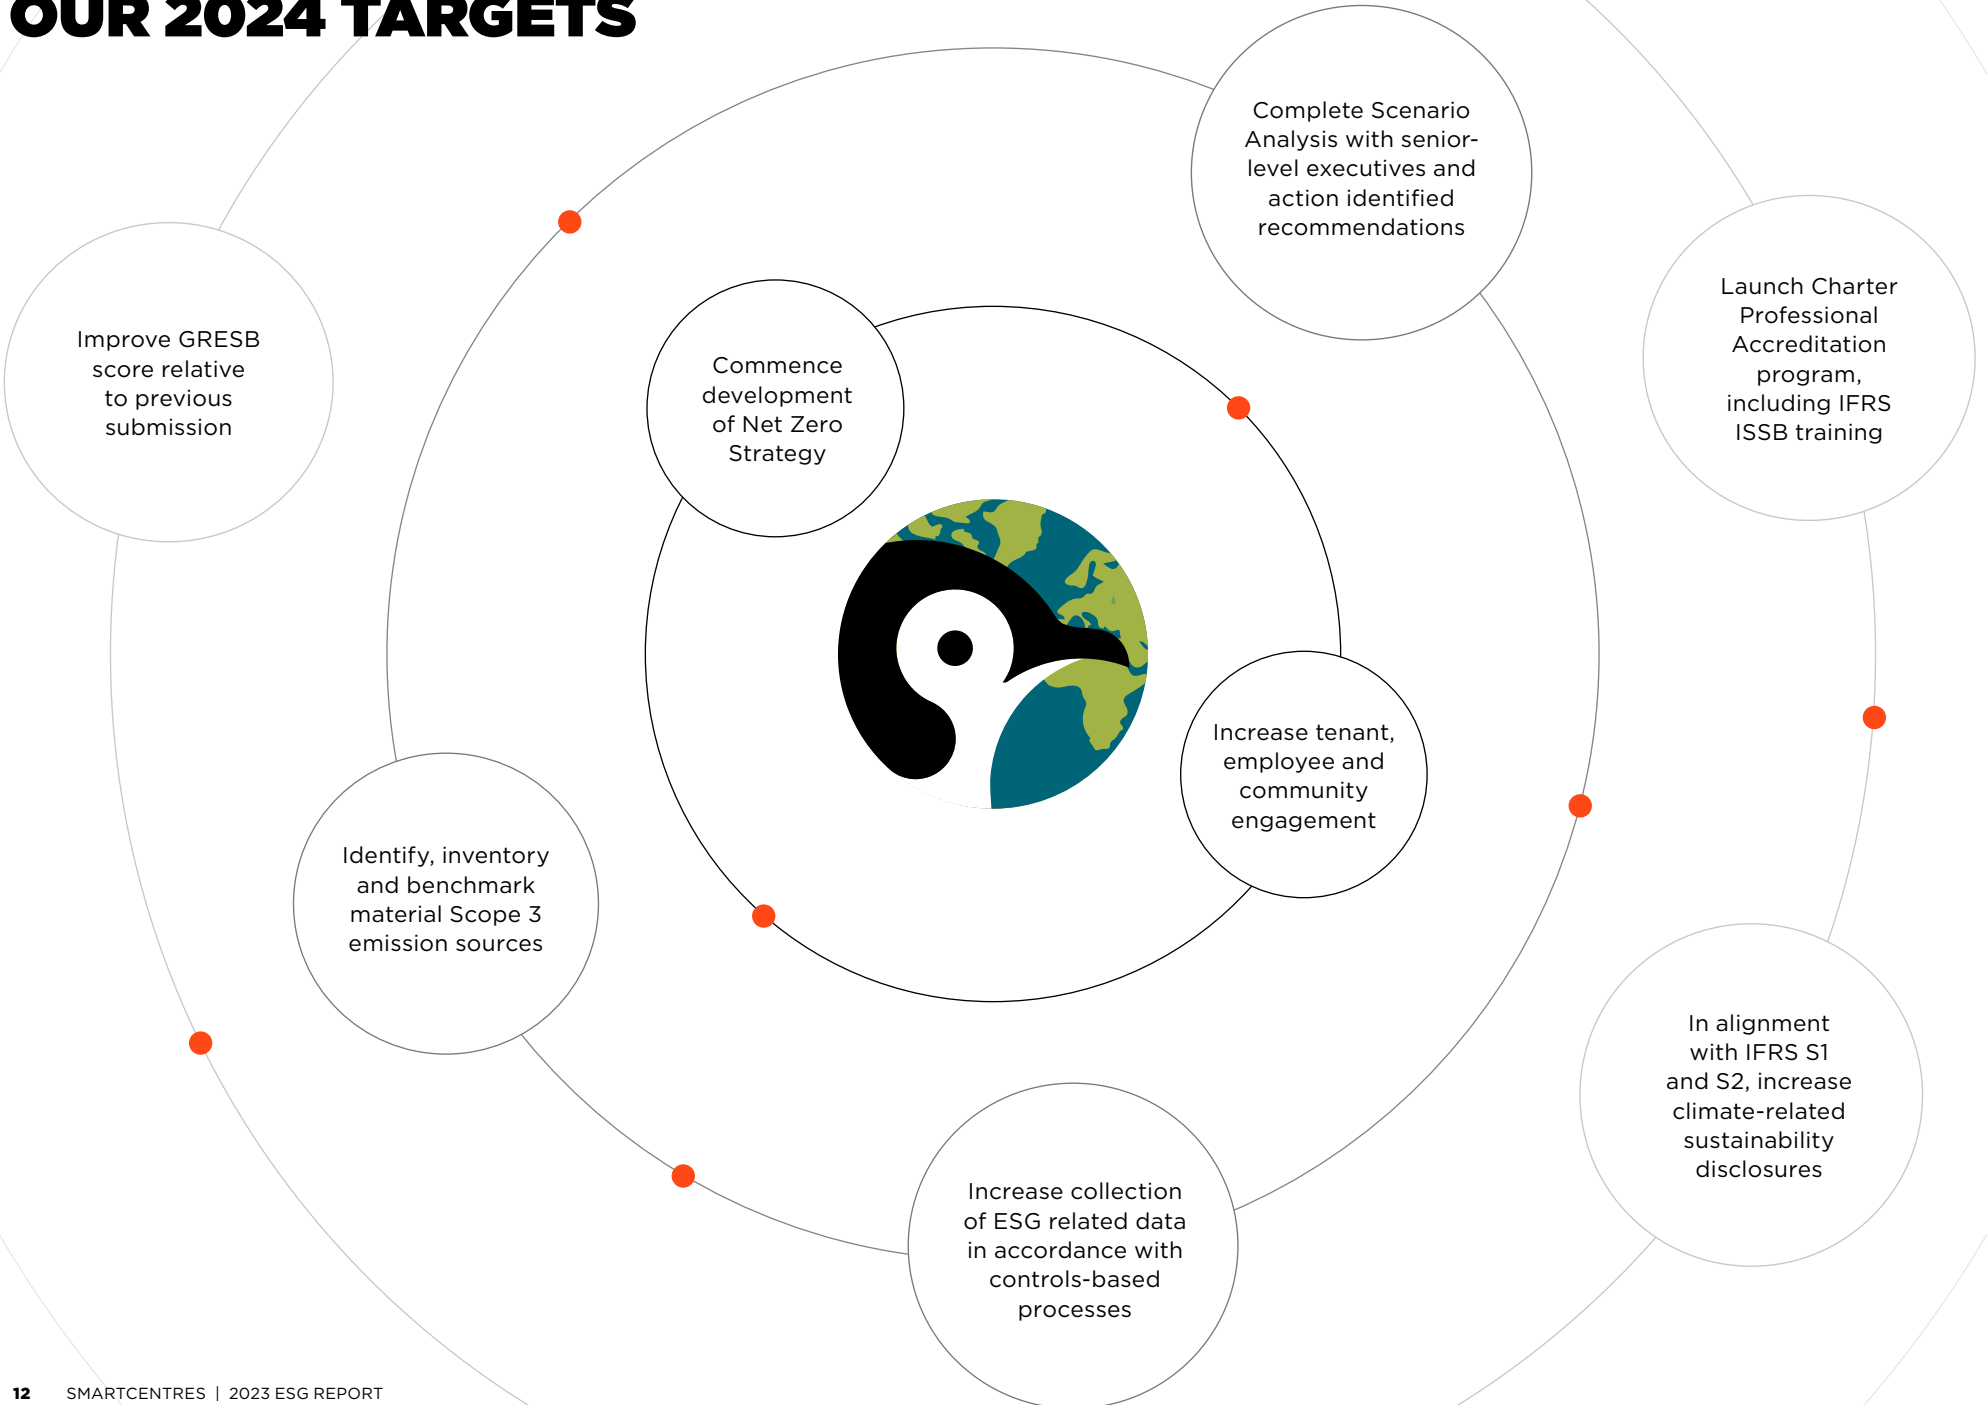 OUR 2024 TARGETS
Complete Scenario
Analysis with senior-
level executives and
action identified
recommendations
Launch Charter
Professional
Accreditation
program,
including IFRS
ISSB training
Improve GRESB
score relative
to previous
submission
Commence
development
of Net Zero
Strategy
Increase tenant,
employee and
community
engagement
Identify, inventory
and benchmark
material Scope 3
emission sources
In alignment
with IFRS S1
and S2, increase
climate-related
sustainability
disclosures
Increase collection
of ESG related data
in accordance with
controls-based
processes
12 SMARTCENTRES | 2023 ESG REPORT